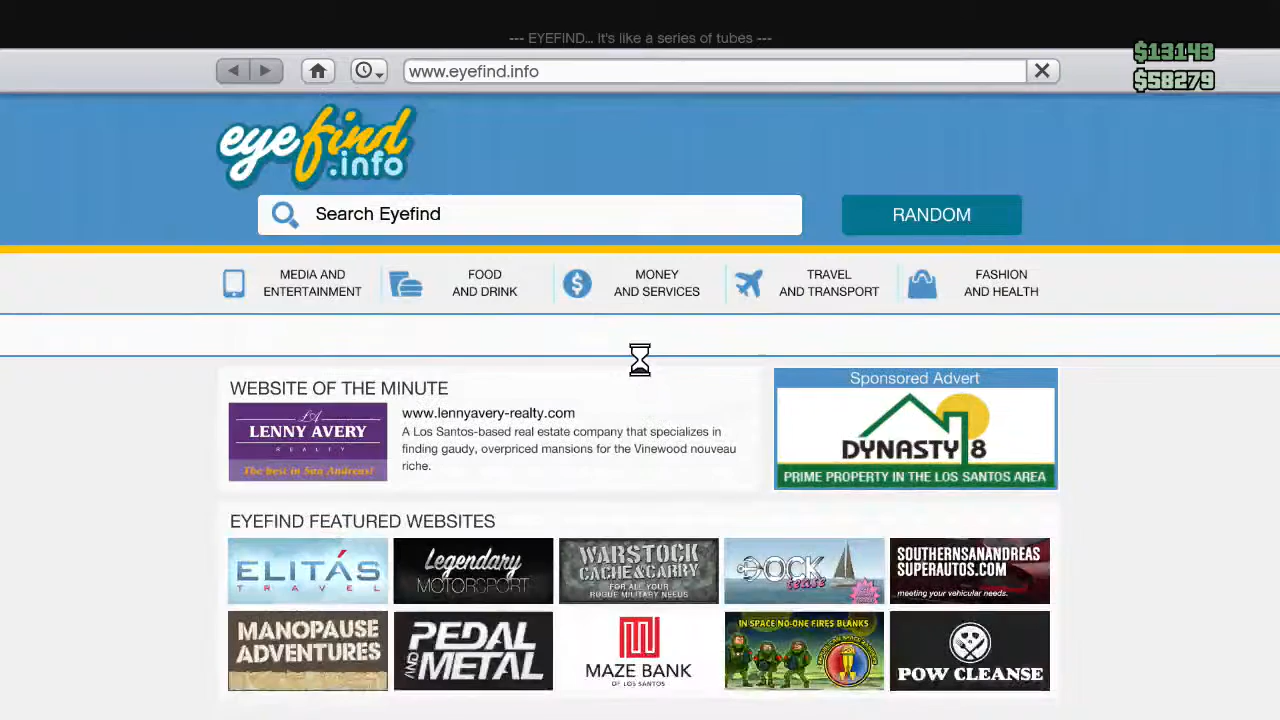 --- EYEFIND... It's like a series of tubes ---
$13143
$58279
www.eyefind.info
eyefind
.info
Search Eyefind
RANDOM
MEDIA AND
ENTERTAINMENT
FOOD
AND DRINK
MONEY
AND SERVICES
TRAVEL
AND TRANSPORT
FASHION
AND HEALTH
WEBSITE OF THE MINUTE
LA
LENNY AVERY
REALTY
The best in San Andreas!
www.lennyavery-realty.com
A Los Santos-based real estate company that specializes in
finding gaudy, overpriced mansions for the Vinewood nouveau
riche.
Sponsored Advert
DYNASTY 8
PRIME PROPERTY IN THE LOS SANTOS AREA
EYEFIND FEATURED WEBSITES
ELITÁS
TRAVEL
Legendary
MOTORSPORT
WARSTOCK
CACHE & CARRY
FOR ALL YOUR
ROGUE MILITARY NEEDS
DOCK
tease
SOUTHERNSANANDREAS
SUPERAUTOS.COM
meeting your vehicular needs.
MANOPAUSE
ADVENTURES
PEDAL
AND METAL
MAZE BANK
OF LOS SANTOS
IN SPACE NO-ONE FIRES BLANKS
POW CLEANSE